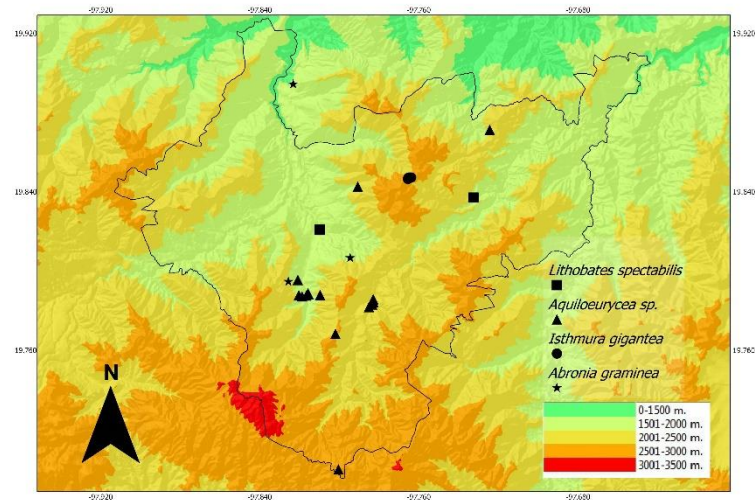 -97.920 -97.840 -97.760 -97.680
19.920 19.920
19.840 19.840
Lithobates spectabilis
Aquiloeurycea sp.
Isthmura gigantea
Abronia graminea
19.760 19.760
N
0-1500 m.
1501-2000 m.
2001-2500 m.
2501-3000 m.
3001-3500 m.
-97.920 -97.840 -97.760 -97.680